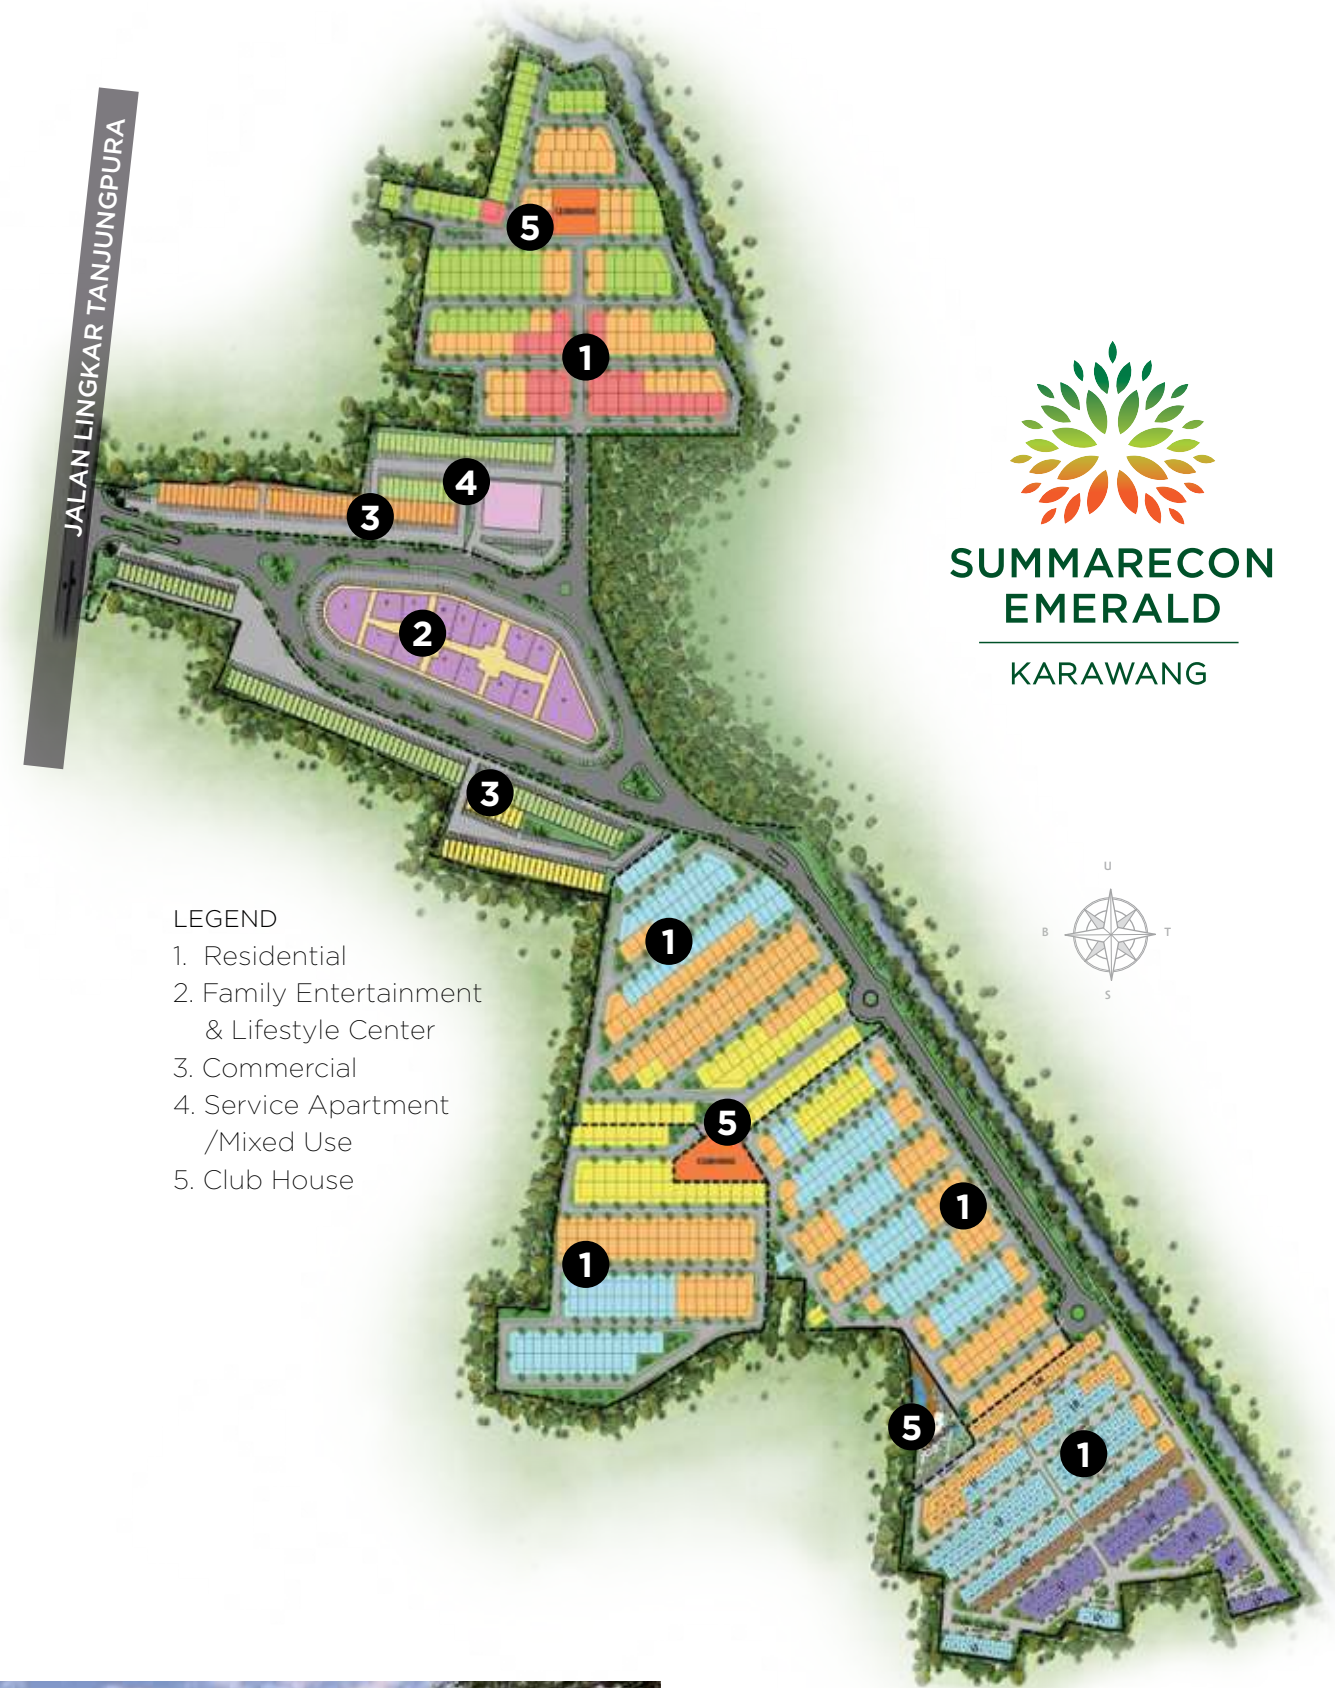 JALAN LINGKAR TANJUNGPURA
5
1
4
3
2
3
SUMMARECON
EMERALD
KARAWANG
U
B
T
S
LEGEND
1. Residential
2. Family Entertainment
& Lifestyle Center
3. Commercial
4. Service Apartment
/Mixed Use
5. Club House
1
5
1
1
5
1